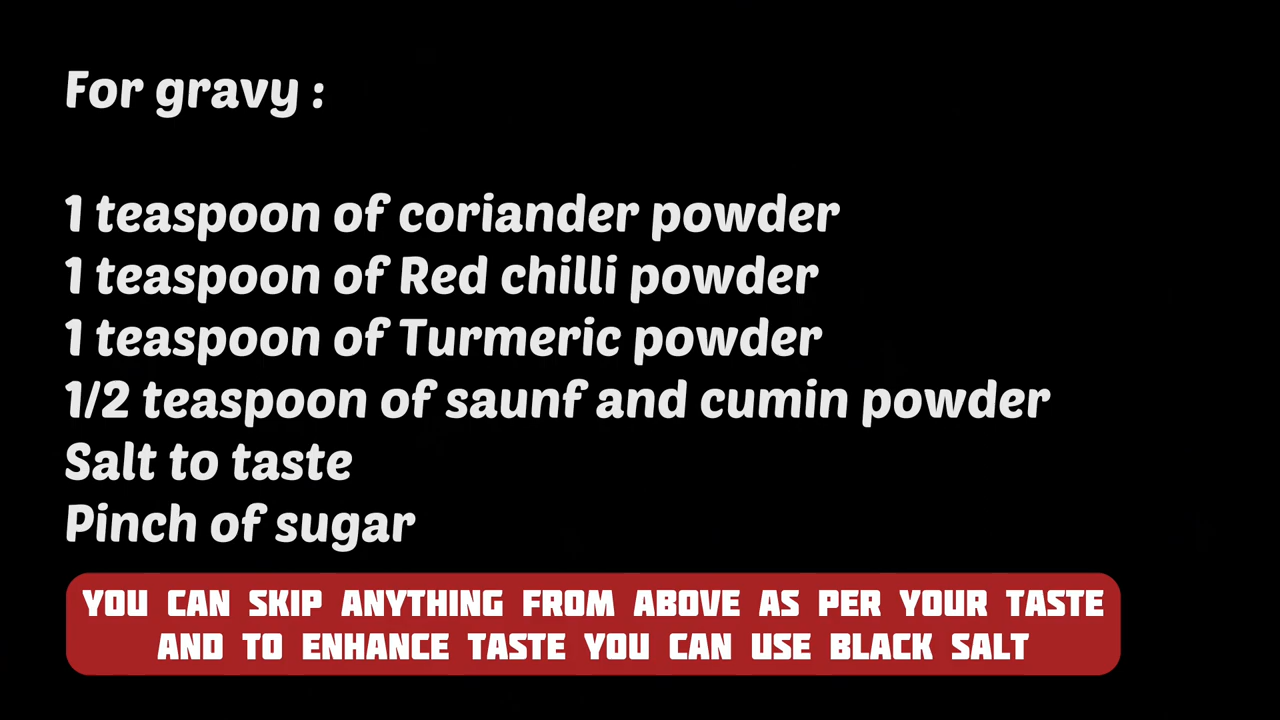 For gravy :
1 teaspoon of coriander powder
1 teaspoon of Red chilli powder
1 teaspoon of Turmeric powder
1/2 teaspoon of saunf and cumin powder
Salt to taste
Pinch of sugar
YOU CAN SKIP ANYTHING FROM ABOVE AS PER YOUR TASTE
AND TO ENHANCE TASTE YOU CAN USE BLACK SALT